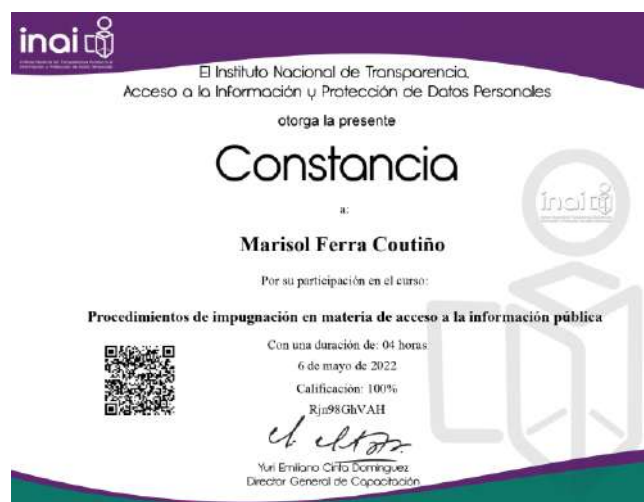 inai
El Instituto Nacional de Transparencia,
Acceso a la Información y Protección de Datos Personales
otorga la presente
Constancia
a:
inai
Marisol Ferra Coutiño
Por su participación en el curso:
Procedimientos de impugnación en materia de acceso a la información pública
Con una duración de: 04 horas
6 de mayo de 2022
Calificación: 100%
Rjn98GhVAH
Yuri Emiliano Cinta Domínguez
Director General de Capacitación